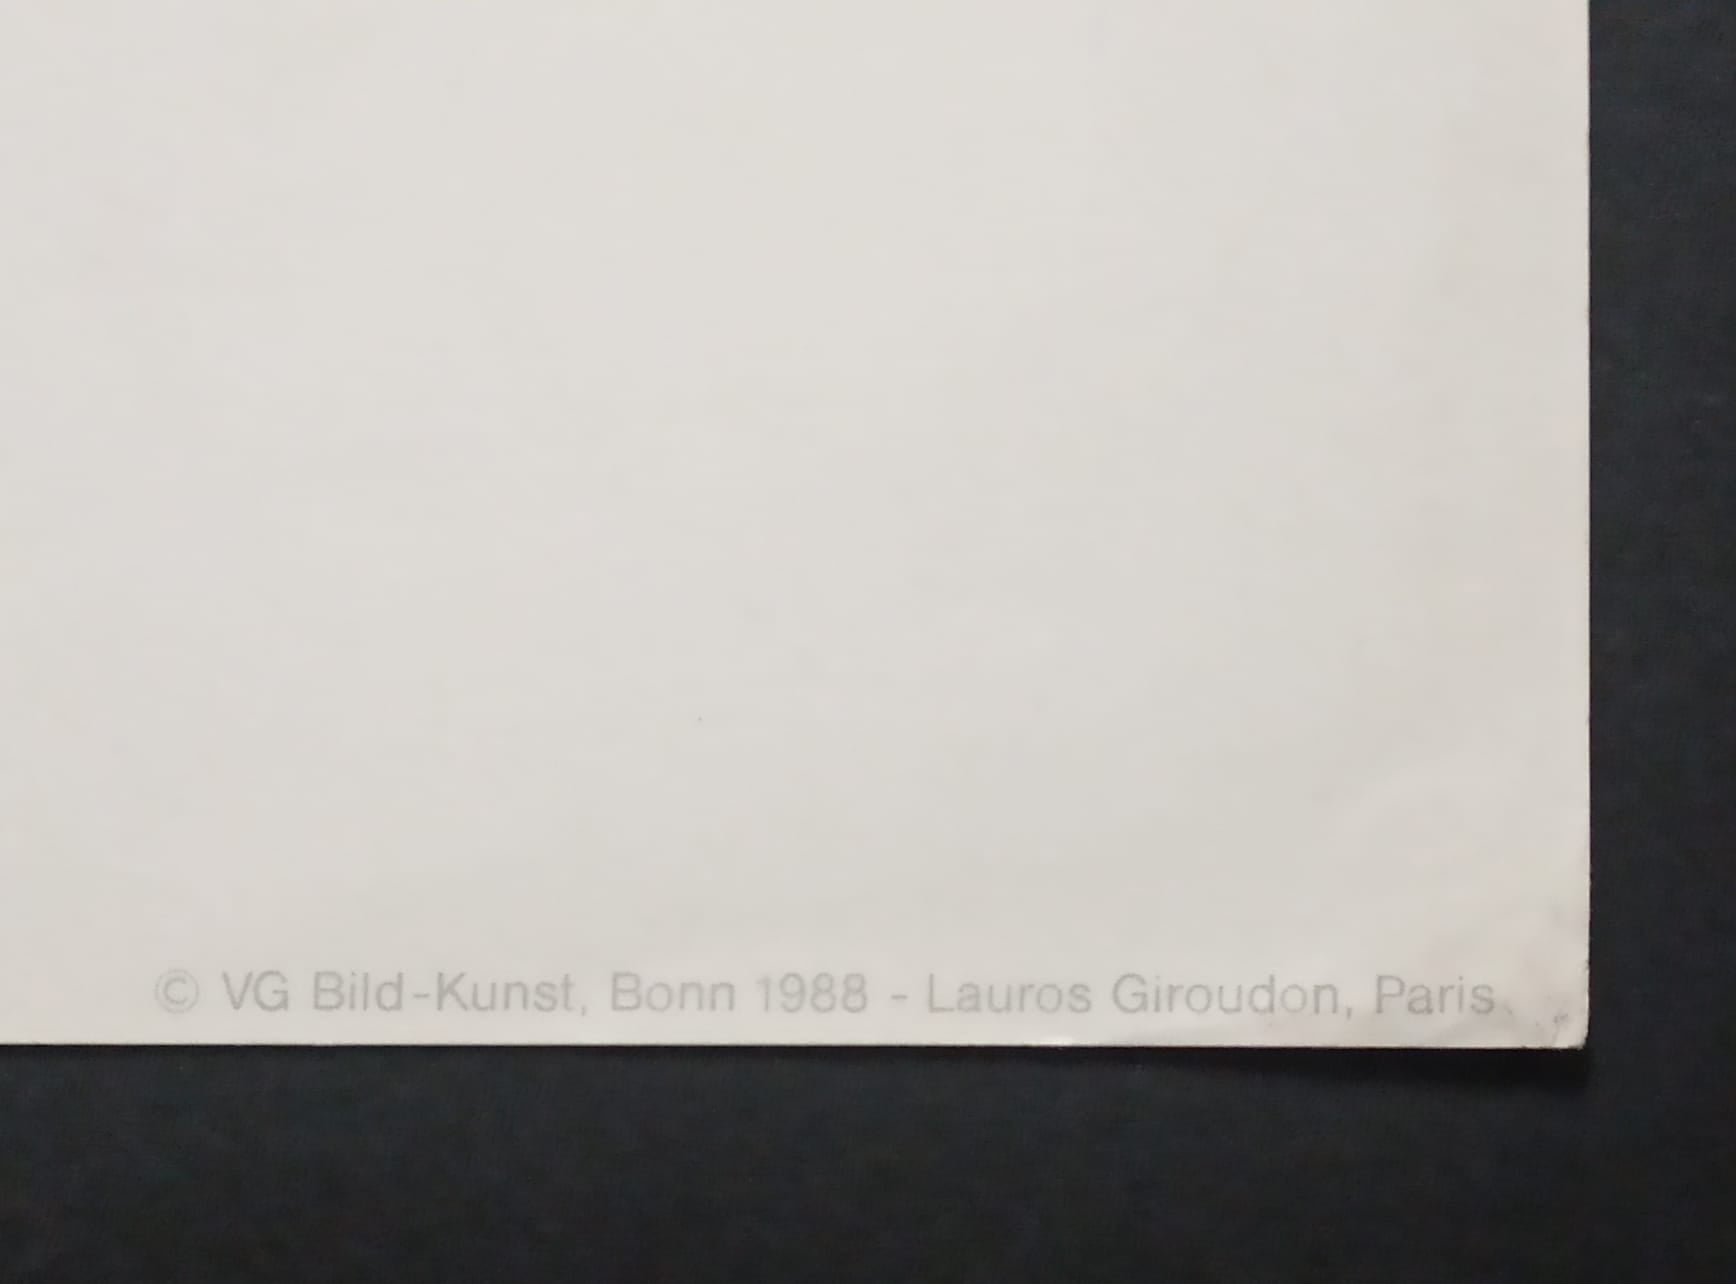 © VG Bild-Kunst, Bonn 1988 - Lauros Giroudon, Paris